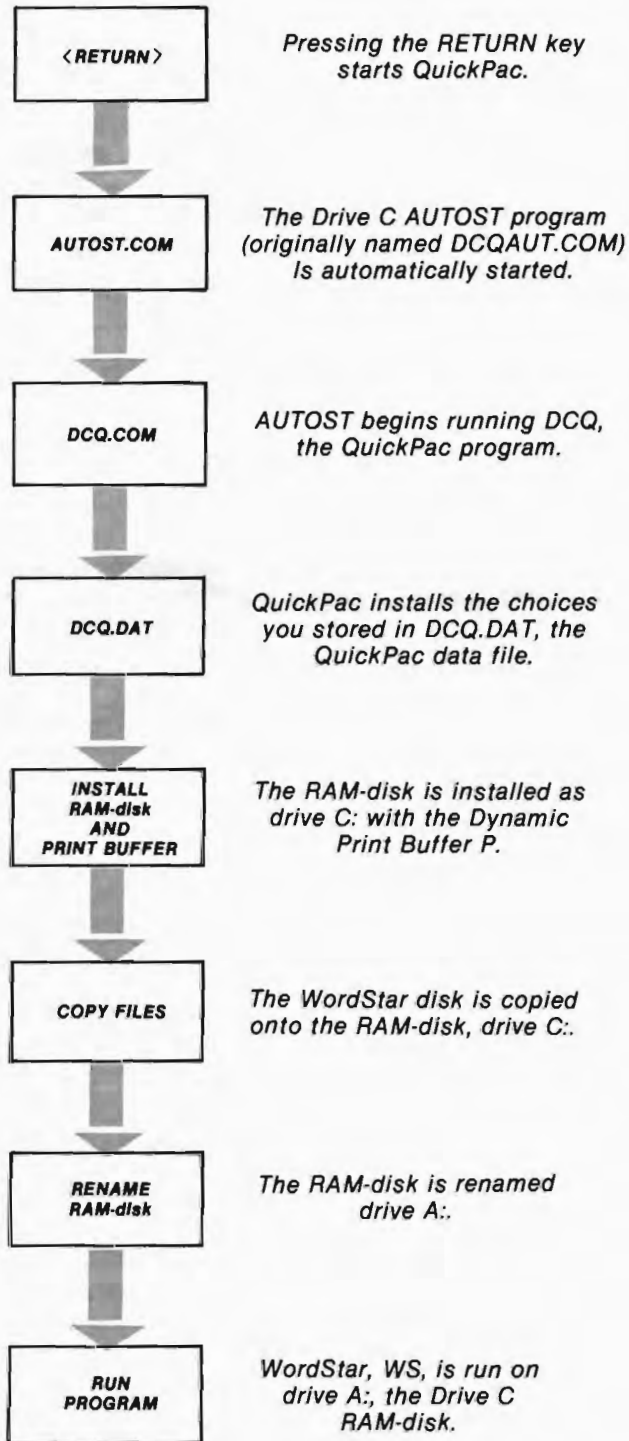 <RETURN>
Pressing the RETURN key
starts QuickPac.
AUTOST.COM
The Drive C AUTOST program
(originally named DCQAUT.COM)
Is automatically started.
DCQ.COM
AUTOST begins running DCQ,
the QuickPac program.
DCQ.DAT
QuickPac installs the choices
you stored in DCQ.DAT, the
QuickPac data file.
INSTALL
RAM-disk
AND
PRINT BUFFER
The RAM-disk is installed as
drive C: with the Dynamic
Print Buffer P.
COPY FILES
The WordStar disk is copied
onto the RAM-disk, drive C:.
RENAME
RAM-disk
The RAM-disk is renamed
drive A:.
RUN
PROGRAM
WordStar, WS, is run on
drive A:, the Drive C
RAM-disk.